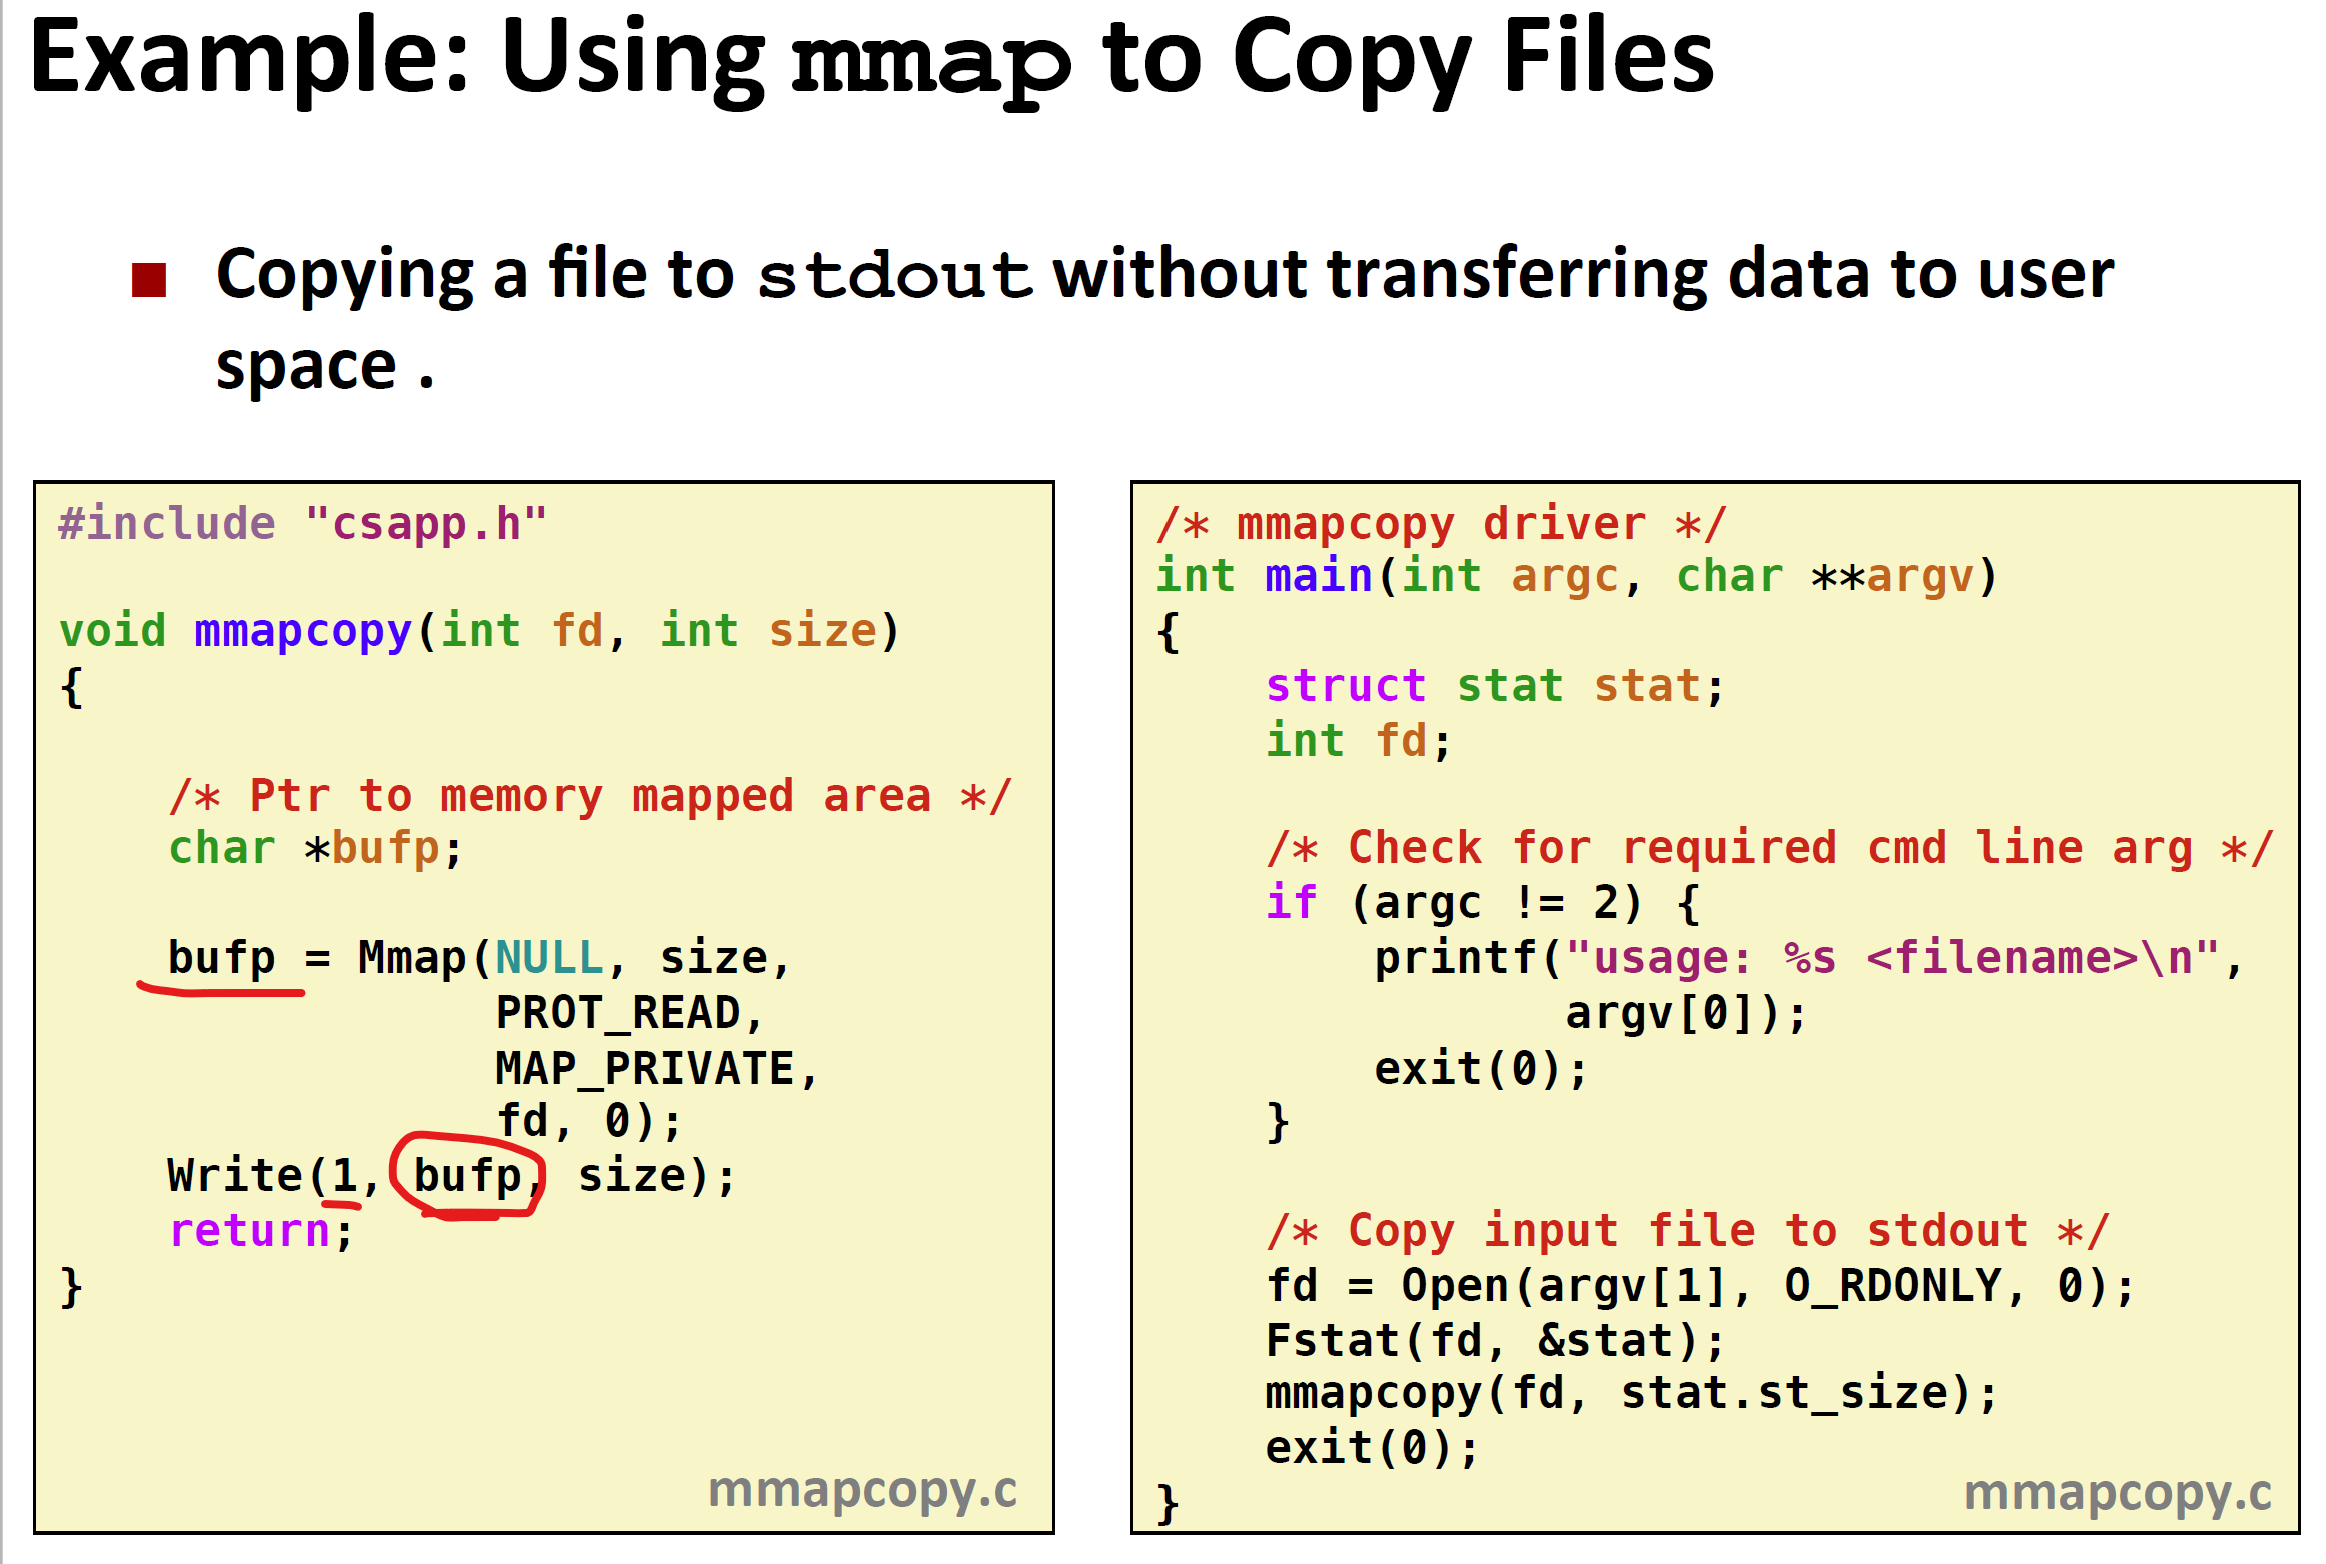 Example: Using mmap to Copy Files
■ Copying a file to stdout without transferring data to user
space .
#include "csapp.h"
void mmapcopy(int fd, int size)
{
    /* Ptr to memory mapped area */
    char *bufp;
    bufp = Mmap(NULL, size,
                PROT_READ,
                MAP_PRIVATE,
                fd, 0);
    Write(1, bufp, size);
    return;
}
mmapcopy.c
/* mmapcopy driver */
int main(int argc, char **argv)
{
    struct stat stat;
    int fd;
    /* Check for required cmd line arg */
    if (argc != 2) {
        printf("usage: %s <filename>\n",
               argv[0]);
        exit(0);
    }
    /* Copy input file to stdout */
    fd = Open(argv[1], O_RDONLY, 0);
    Fstat(fd, &stat);
    mmapcopy(fd, stat.st_size);
    exit(0);
}
mmapcopy.c